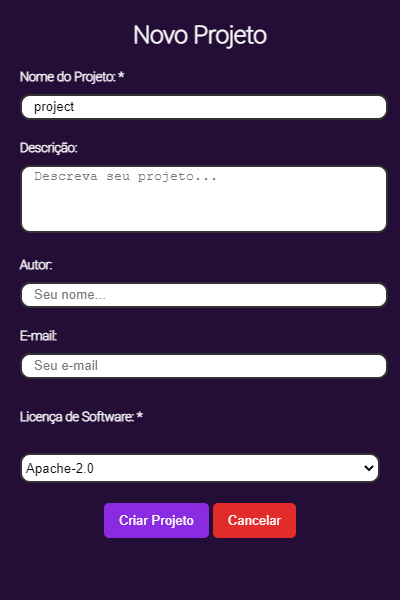 Novo Projeto
Nome do Projeto: *
project
Descrição:
Descreva seu projeto...
Autor:
Seu nome...
E-mail:
Seu e-mail
Licença de Software: *
Apache-2.0
Criar Projeto Cancelar